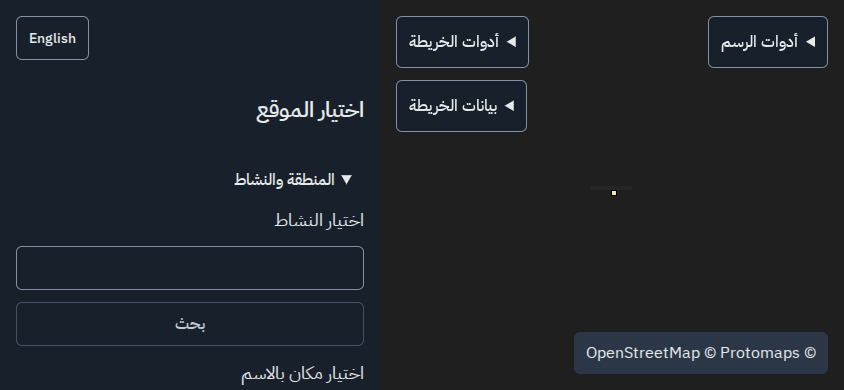 English
اختيار الموقع
▼ المنطقة والنشاط
اختيار النشاط
بحث
اختيار مكان بالاسم
◀ أدوات الرسم
◀ أدوات الخريطة
◀ بيانات الخريطة
OpenStreetMap © Protomaps ©